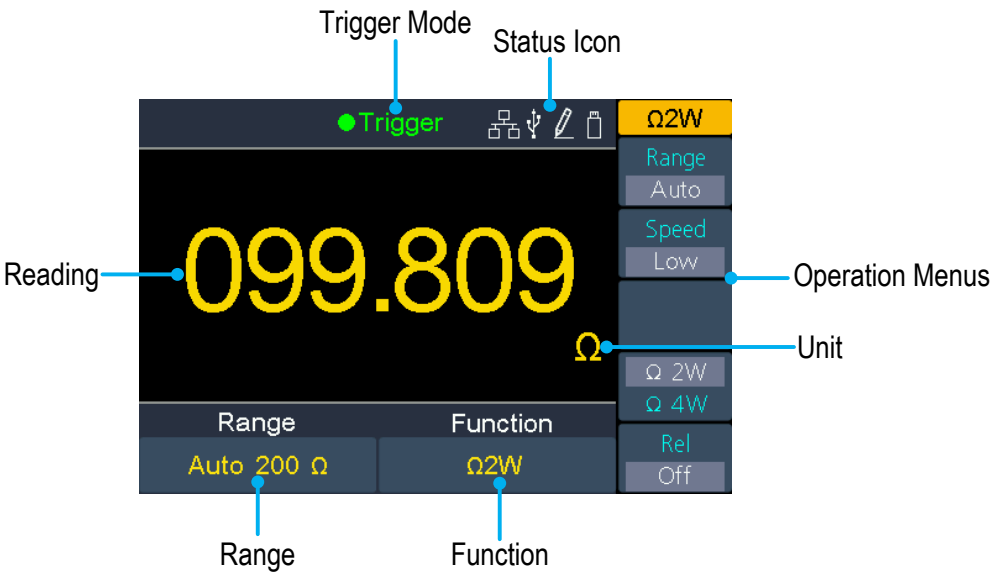 Trigger Mode
Status Icon
Trigger
Ω2W
Range
Auto
Speed
Low
Reading
099.809
Ω
Operation Menus
Unit
Ω 2W
Ω 4W
Range
Function
Rel
Off
Auto 200 Ω
Ω2W
Range
Function